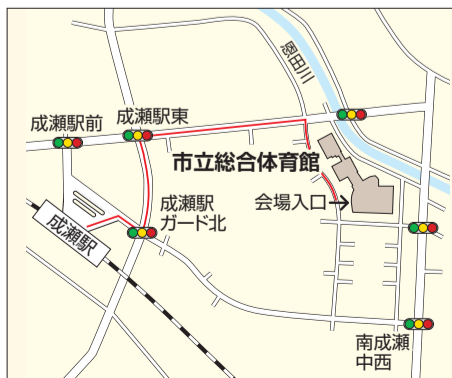 恩田川
成瀬駅東
成瀬駅前
市立総合体育館
会場入口→
成瀬駅
ガード北
成瀬駅
南成瀬
中西